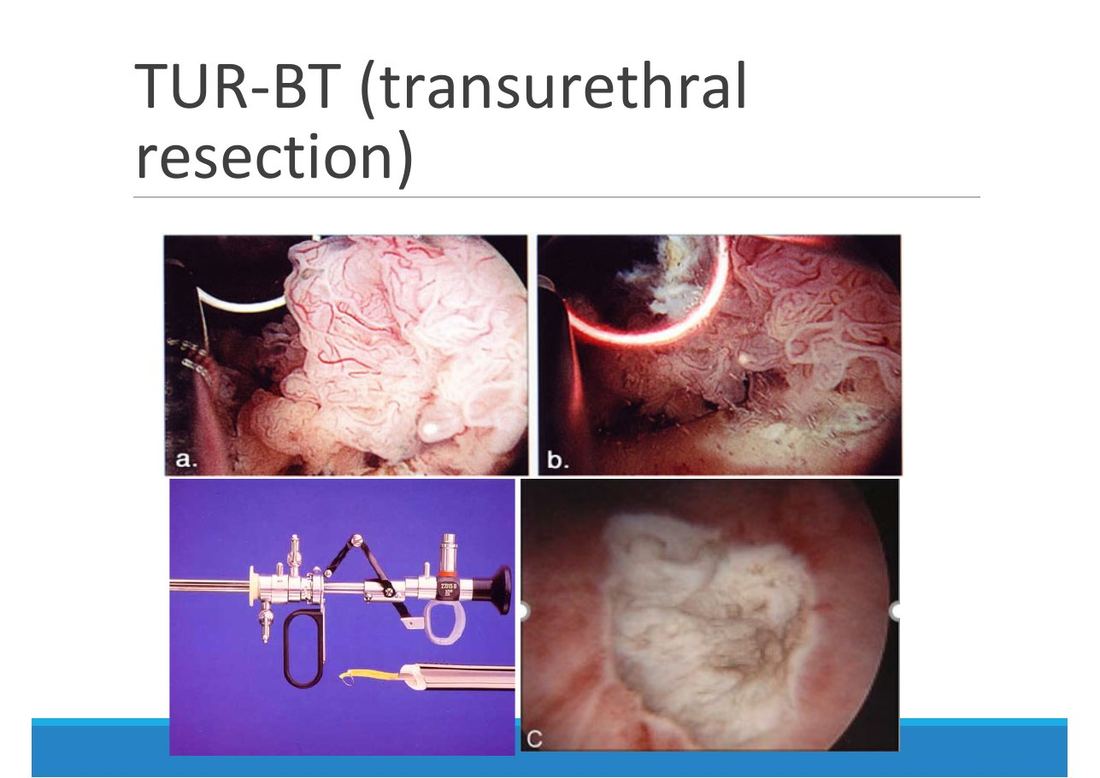 TUR-BT (transurethral
resection)
a.
b.
C